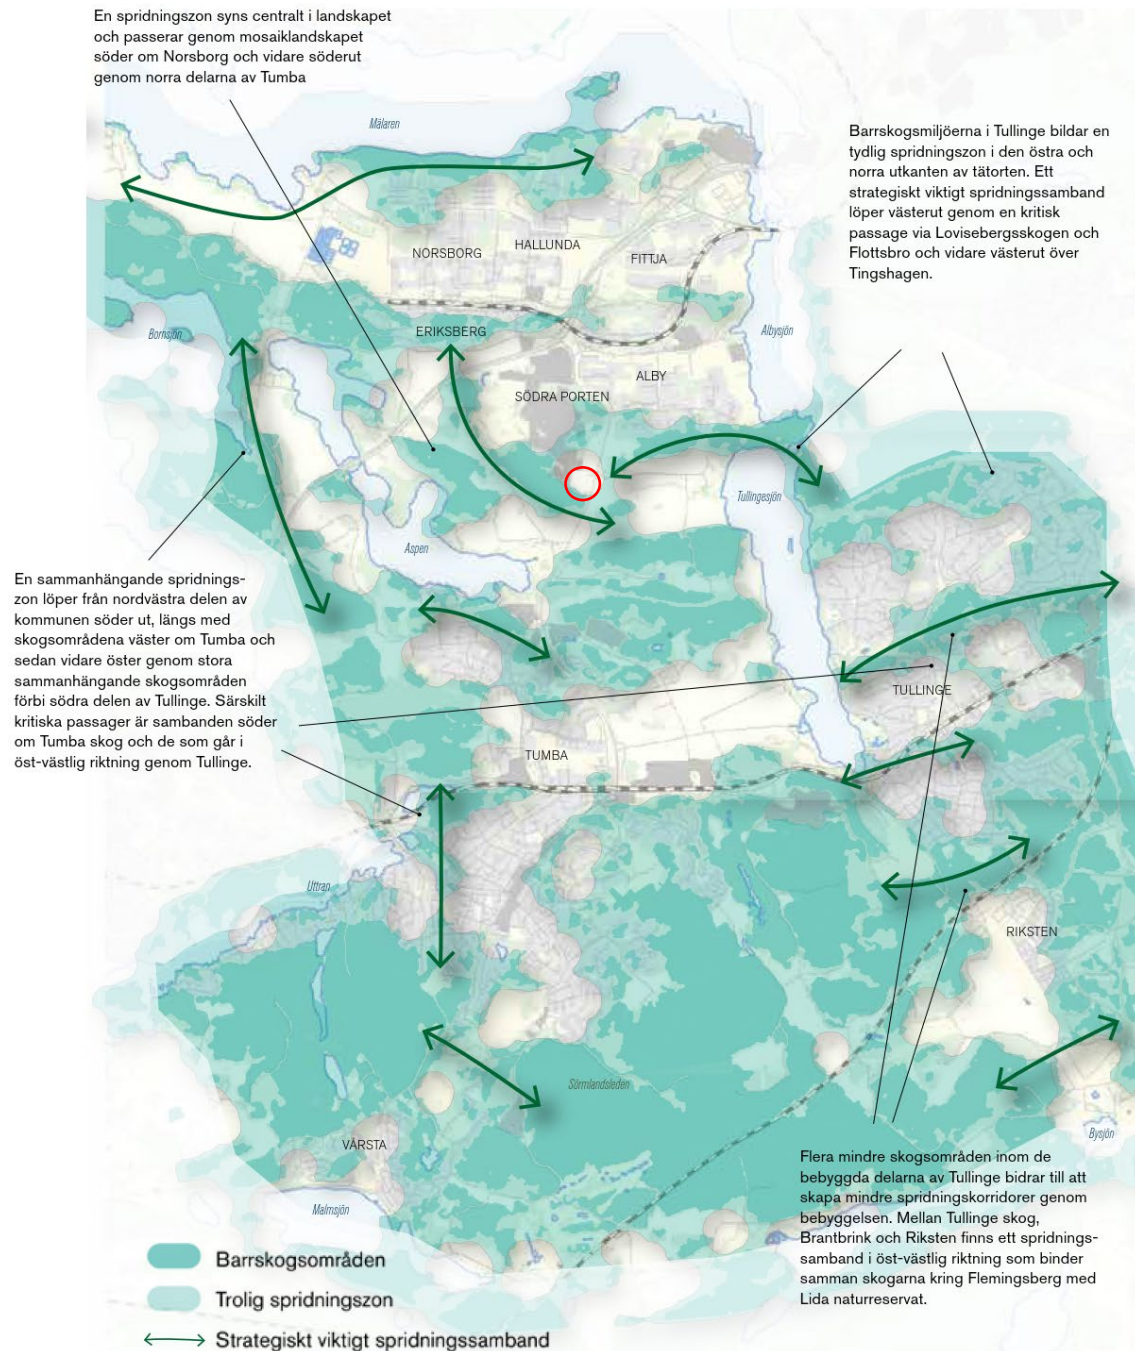 En spridningszon syns centralt i landskapet
och passerar genom mosaiklandskapet
söder om Norsborg och vidare söderut
genom norra delarna av Tumba
Mälaren
Barrskogsmiljöerna i Tullinge bildar en
tydlig spridningszon i den östra och
norra utkanten av tätorten. Ett
strategiskt viktigt spridningssamband
löper västerut genom en kritisk
passage via Lovisebergsskogen och
Flottsbro och vidare västerut över
Tingshagen.
NORSBORG
HALLUNDA
FITTJA
Bornsjön
ERIKSBERG
Albysjön
ALBY
SÖDRA PORTEN
Tullingesjön
Aspen
En sammanhängande spridnings-
zon löper från nordvästra delen av
kommunen söder ut, längs med
skogsområdena väster om Tumba och
sedan vidare öster genom stora
sammanhängande skogsområden
förbi södra delen av Tullinge. Särskilt
kritiska passager är sambanden söder
om Tumba skog och de som går i
öst-västlig riktning genom Tullinge.
TULLINGE
TUMBA
Uttran
RIKSTEN
Sörmlandsleden
VÅRSTA
Bysjön
Malmsjön
Flera mindre skogsområden inom de
bebyggda delarna av Tullinge bidrar till att
skapa mindre spridningskorridorer genom
bebyggelsen. Mellan Tullinge skog,
Brantbrink och Riksten finns ett spridnings-
samband i öst-västlig riktning som binder
samman skogarna kring Flemingsberg med
Lida naturreservat.
Barrskogsområden
Trolig spridningszon
Strategiskt viktigt spridningssamband